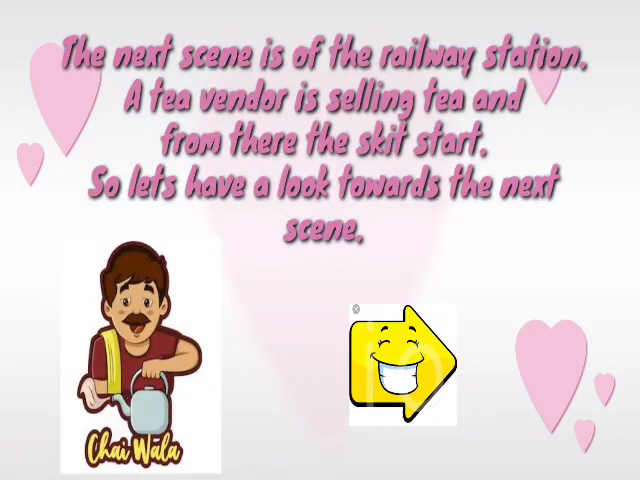 The next scene is of the railway station.
A tea vendor is selling tea and
from there the skit start.
So lets have a look towards the next
scene.
Chai Wala